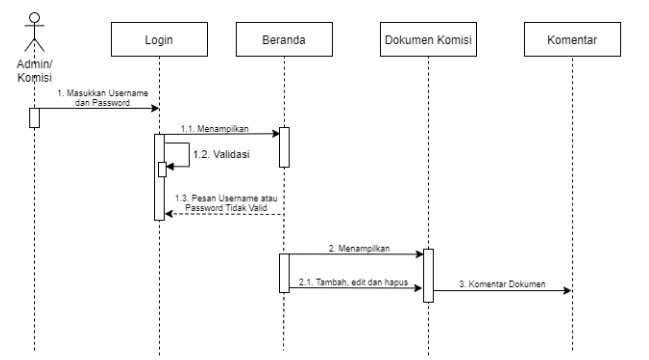 Login
Beranda
Dokumen Komisi
Komentar
Admin/
Komisi
1. Masukkan Username
dan Password
1.1. Menampilkan
1.2. Validasi
1.3. Pesan Username atau
Password Tidak Valid
2. Menampilkan
2.1. Tambah, edit dan hapus
3. Komentar Dokumen